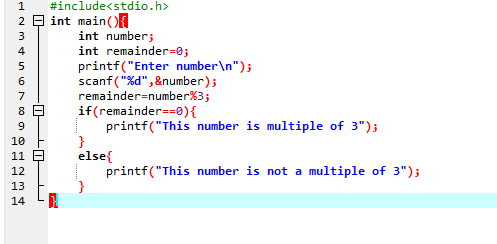 1 #include<stdio.h>
2 int main(){
3 int number;
4 int remainder=0;
5 printf("Enter number\n");
6 scanf("%d",&number);
7 remainder=number%3;
8 if(remainder==0){
9 printf("This number is multiple of 3");
10 }
11 else{
12 printf("This number is not a multiple of 3");
13 }
14 }